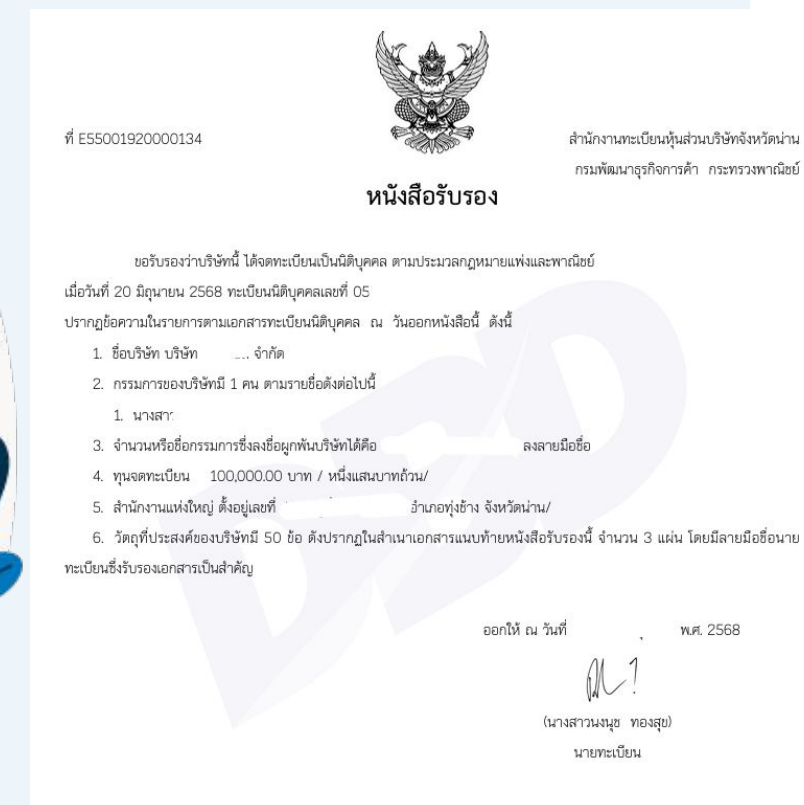 ที่ E55001920000134
สำนักงานทะเบียนหุ้นส่วนบริษัทจังหวัดน่าน
กรมพัฒนาธุรกิจการค้า กระทรวงพาณิชย์
หนังสือรับรอง
ขอรับรองว่าบริษัทนี้ ได้จดทะเบียนเป็นนิติบุคคล ตามประมวลกฎหมายแพ่งและพาณิชย์
เมื่อวันที่ 20 มิถุนายน 2568 ทะเบียนนิติบุคคลเลขที่ 05
ปรากฏข้อความในรายการตามเอกสารทะเบียนนิติบุคคล ณ วันออกหนังสือนี้ ดังนี้
1. ชื่อบริษัท บริษัท จำกัด
2. กรรมการของบริษัทมี 1 คน ตามรายชื่อดังต่อไปนี้
1. นางสาว
3. จำนวนหรือชื่อกรรมการซึ่งลงชื่อผูกพันบริษัทได้คือ ลงลายมือชื่อ
4. ทุนจดทะเบียน 100,000.00 บาท / หนึ่งแสนบาทถ้วน/
5. สำนักงานแห่งใหญ่ ตั้งอยู่เลขที่ อำเภอทุ่งช้าง จังหวัดน่าน/
6. วัตถุที่ประสงค์ของบริษัทมี 50 ข้อ ดังปรากฏในสำเนาเอกสารแนบท้ายหนังสือรับรองนี้ จำนวน 3 แผ่น โดยมีลายมือชื่อนาย
ทะเบียนซึ่งรับรองเอกสารเป็นสำคัญ
ออกให้ ณ วันที่ พ.ศ. 2568
(นางสาวนงนุช ทองสุข)
นายทะเบียน
DBD